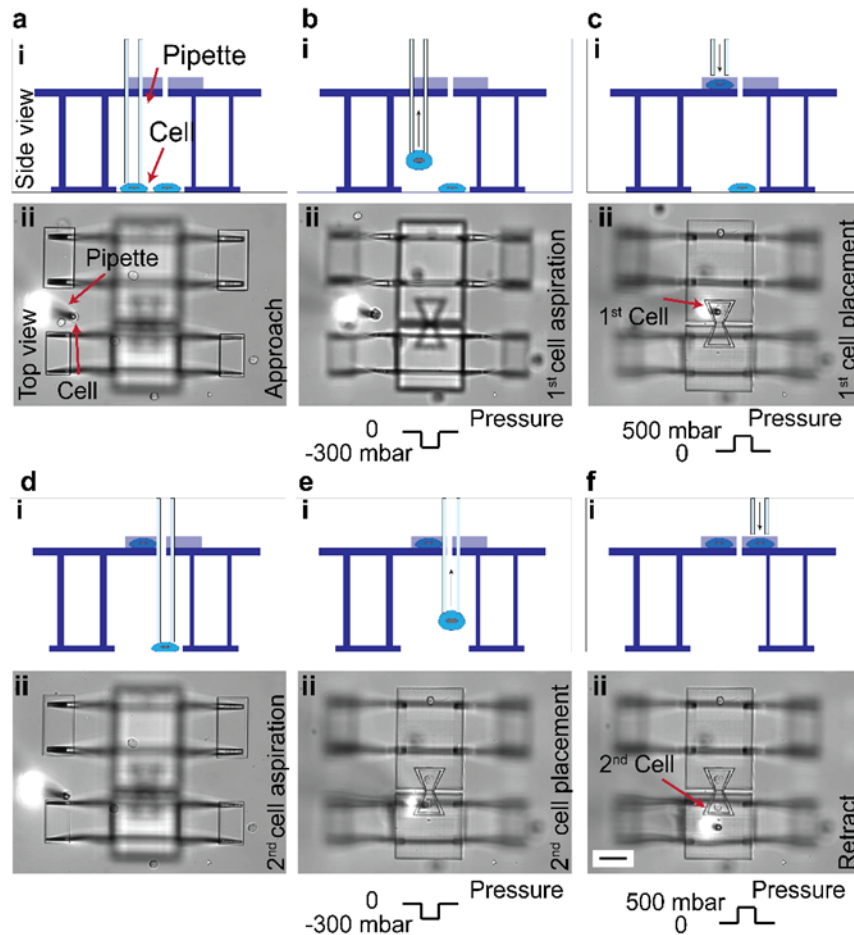 a
b
c
i
Pipette
Cell
Side view
i
i
ii
Pipette
Cell
Top view
Approach
ii
1st cell aspiration
ii
1st Cell
1st cell placement
0
-300 mbar
Pressure
500 mbar
0
Pressure
d
e
f
i
i
i
ii
2nd cell aspiration
ii
2nd cell placement
ii
2nd Cell
Retract
0
-300 mbar
Pressure
500 mbar
0
Pressure